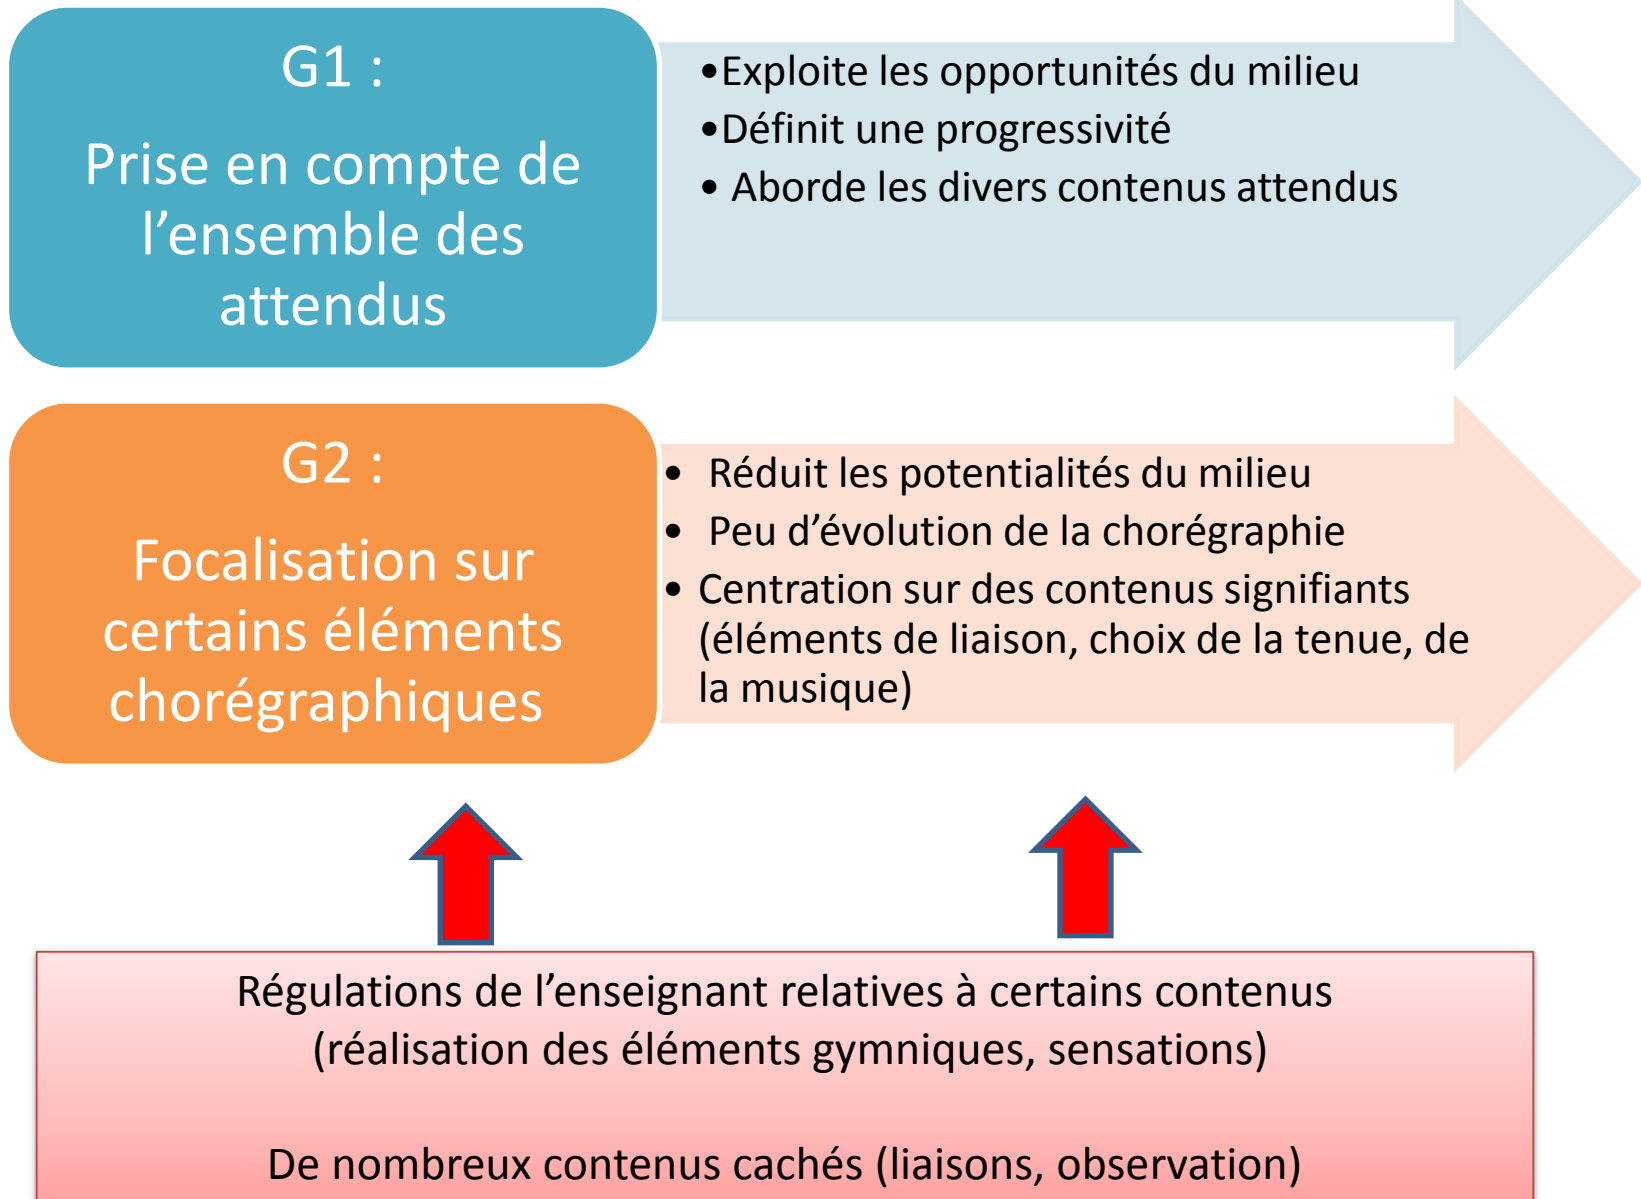 G1 :
Prise en compte de
l’ensemble des
attendus
•Exploite les opportunités du milieu
•Définit une progressivité
• Aborde les divers contenus attendus
G2 :
Focalisation sur
certains éléments
chorégraphiques
• Réduit les potentialités du milieu
• Peu d’évolution de la chorégraphie
• Centration sur des contenus signifiants
(éléments de liaison, choix de la tenue, de
la musique)
Régulations de l’enseignant relatives à certains contenus
(réalisation des éléments gymniques, sensations)
De nombreux contenus cachés (liaisons, observation)